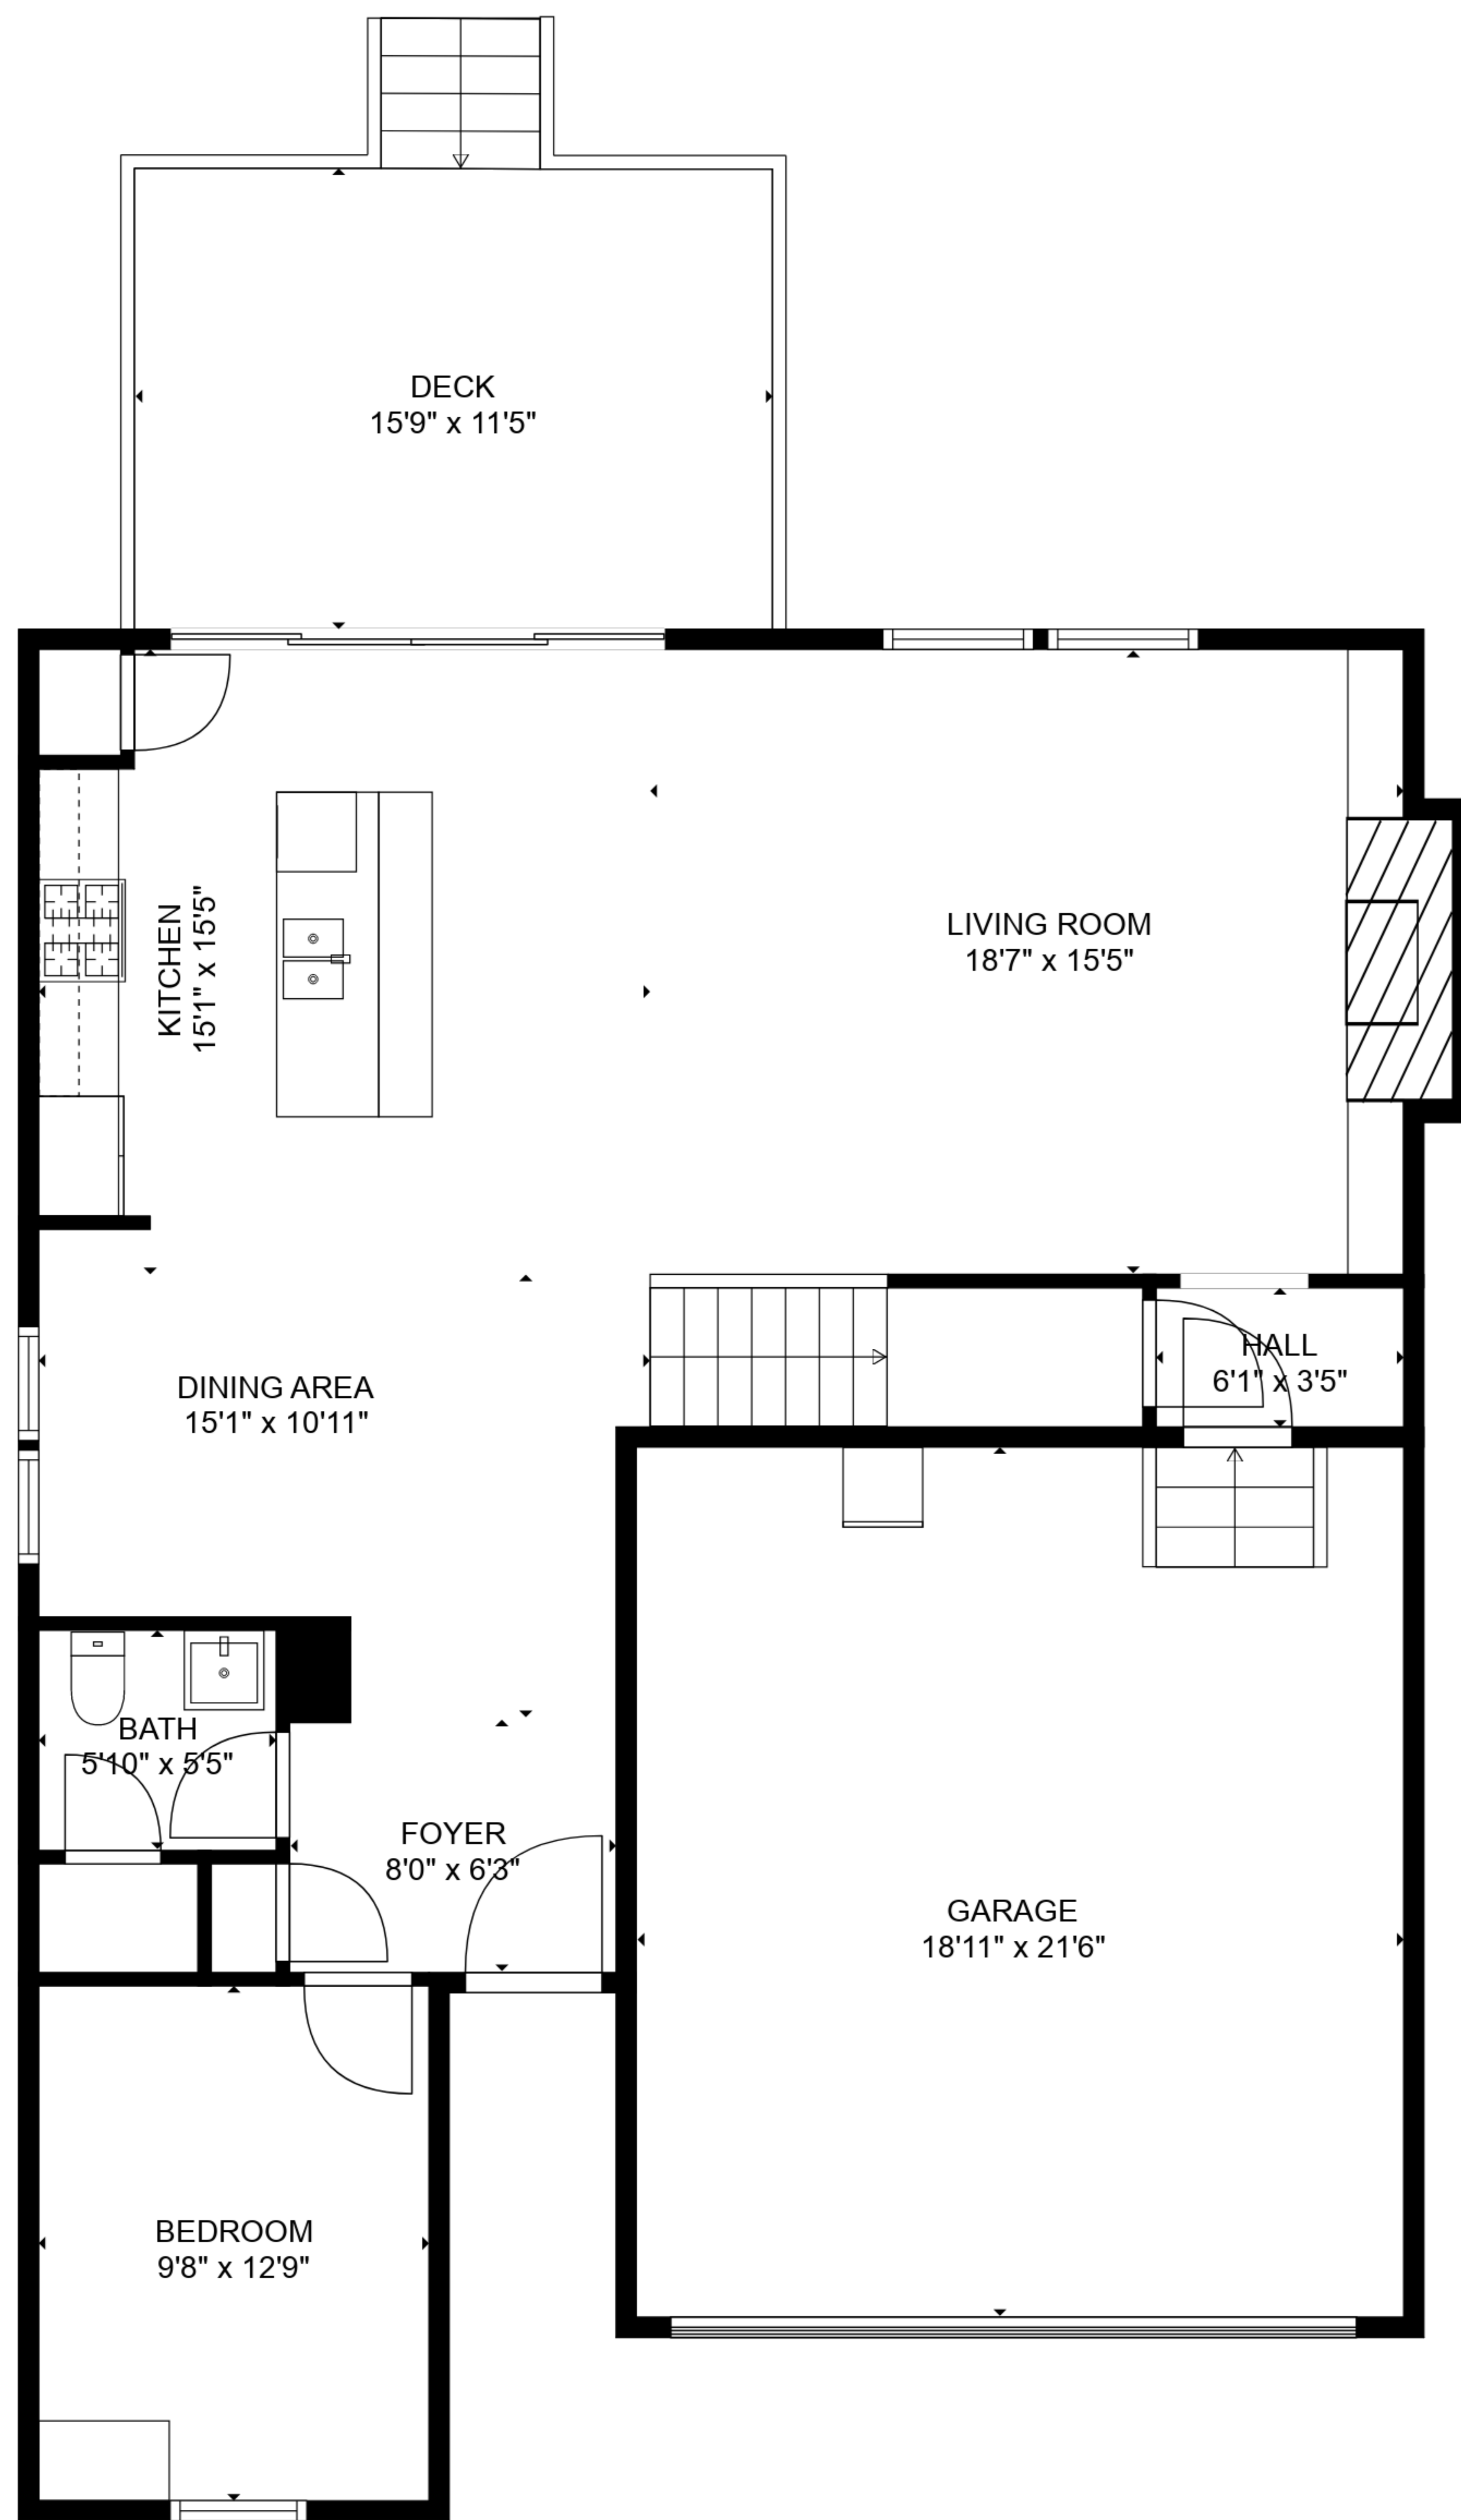 DECK
15'9" x 11'5"
KITCHEN
15'1" x 15'5"
LIVING ROOM
18'7" x 15'5"
HALL
6'1" x 3'5"
DINING AREA
15'1" x 10'11"
BATH
5'10" x 5'5"
FOYER
8'0" x 6'3"
GARAGE
18'11" x 21'6"
BEDROOM
9'8" x 12'9"